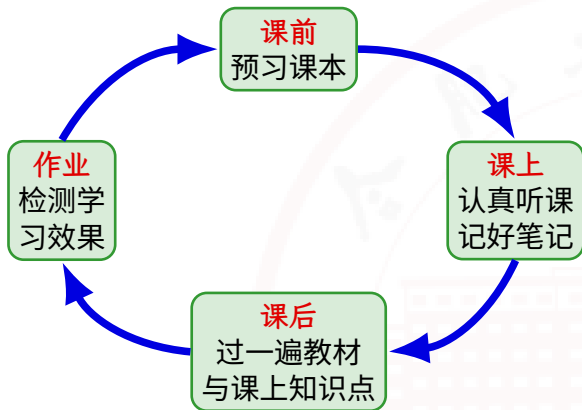 课前
预习课本
课上
认真听课
记好笔记
课后
过一遍教材
与课上知识点
作业
检测学
习效果